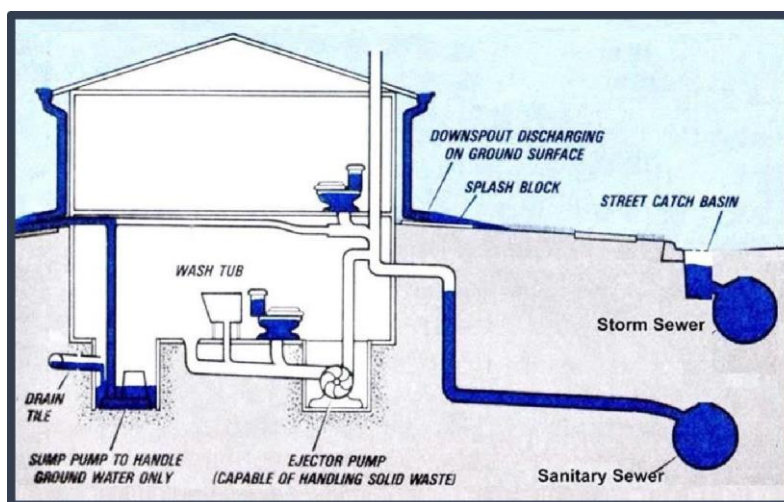 DOWNSPOUT DISCHARGING
ON GROUND SURFACE
SPLASH BLOCK
STREET CATCH BASIN
WASH TUB
Storm Sewer
DRAIN
TILE
SUMP PUMP TO HANDLE
GROUND WATER ONLY
EJECTOR PUMP
(CAPABLE OF HANDLING SOLID WASTE)
Sanitary Sewer